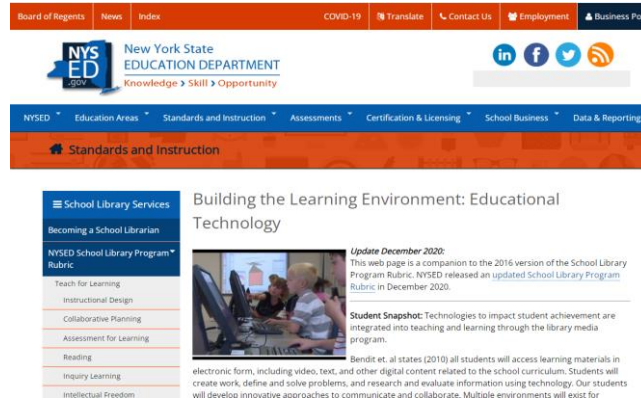 Board of Regents News Index COVID-19 Translate Contact Us Employment Business Po
NYS
ED
.gov
New York State
EDUCATION DEPARTMENT
Knowledge > Skill > Opportunity
NYSED Education Areas Standards and Instruction Assessments Certification & Licensing School Business Data & Reporting
Standards and Instruction
School Library Services
Becoming a School Librarian
NYSED School Library Program
Rubric
Teach for Learning
Instructional Design
Collaborative Planning
Assessment for Learning
Reading
Inquiry Learning
Intellectual Freedom
Building the Learning Environment: Educational
Technology
Update December 2020:
This web page is a companion to the 2016 version of the School Library
Program Rubric. NYSED released an updated School Library Program
Rubric in December 2020.
Student Snapshot: Technologies to impact student achievement are
integrated into teaching and learning through the library media
program.
Bendit et. al states (2010) all students will access learning materials in
electronic form, including video, text, and other digital content related to the school curriculum. Students will
create work, define and solve problems, and research and evaluate information using technology. Our students
will develop innovative approaches to communicate and collaborate. Multiple environments will exist for